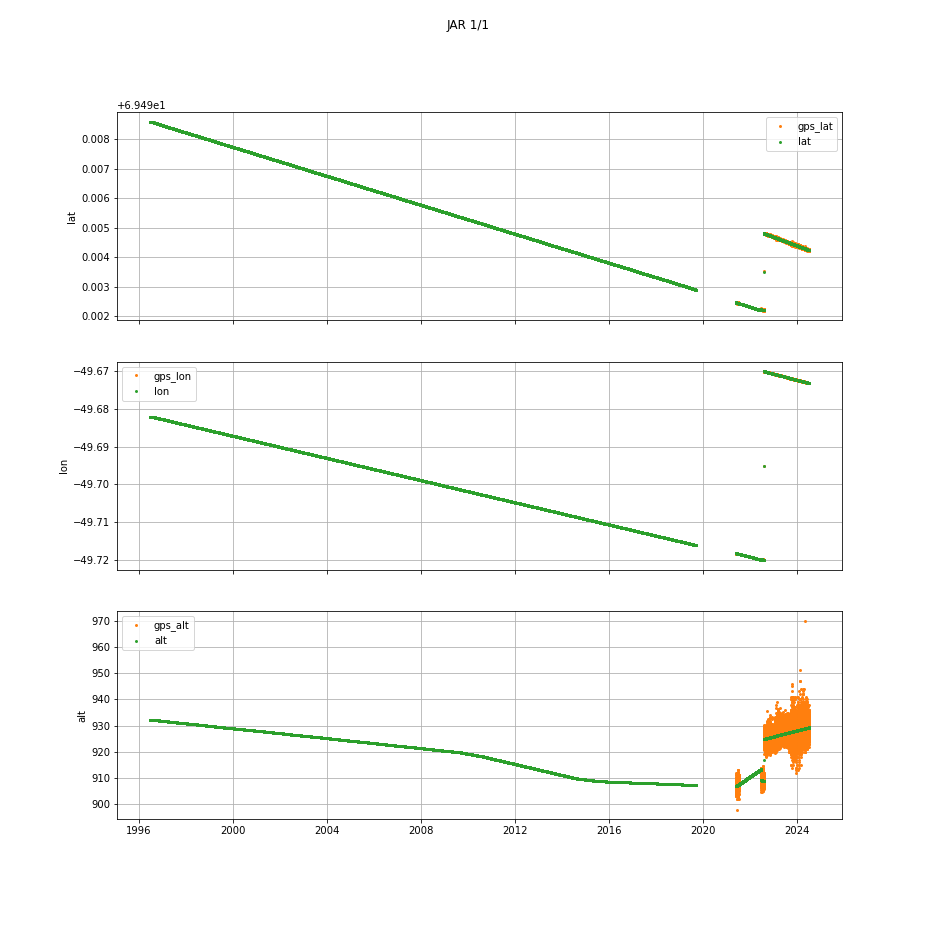 JAR 1/1
+6.949e1
0.008
0.007
0.006
0.005
0.004
0.003
0.002
lat
gps_lat
lat
−49.67
−49.68
−49.69
−49.70
−49.71
−49.72
lon
gps_lon
lon
970
960
950
940
930
920
910
900
alt
gps_alt
alt
1996 2000 2004 2008 2012 2016 2020 2024